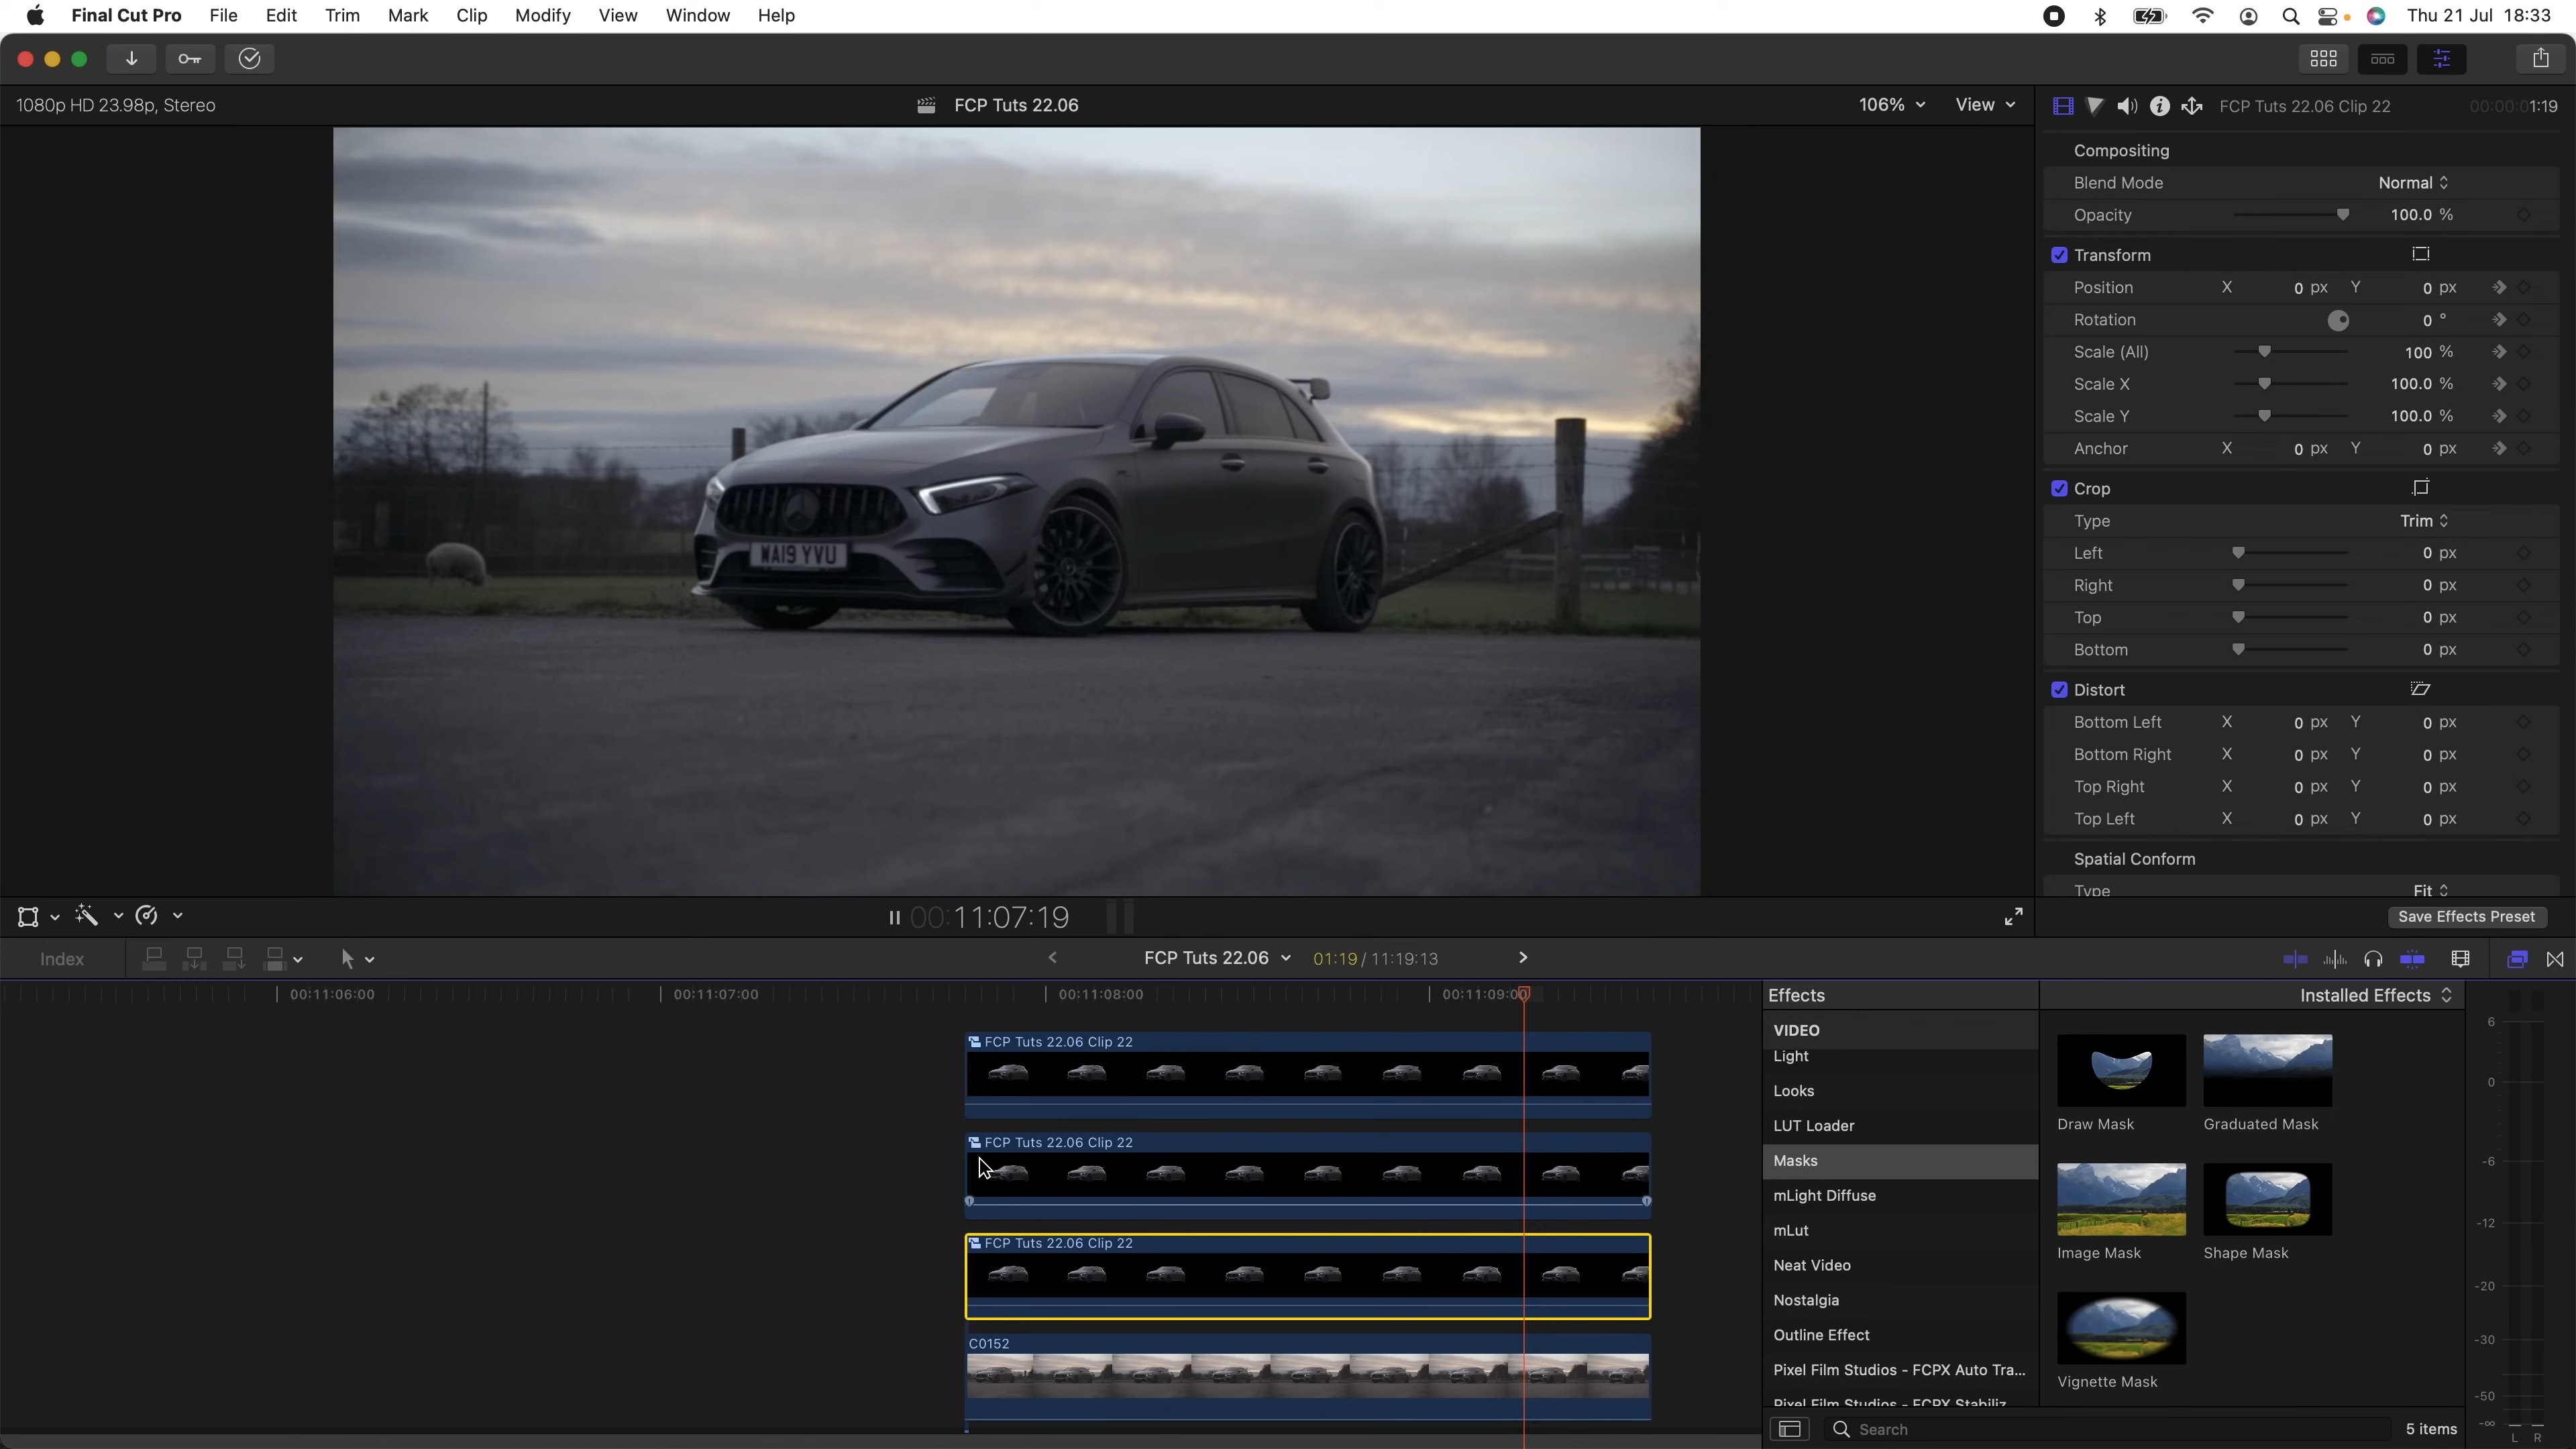 Final Cut Pro File Edit Trim Mark Clip Modify View Window Help Thu 21 Jul 18:33
1080p HD 23.98p, Stereo FCP Tuts 22.06 106% View FCP Tuts 22.06 Clip 22 00:00:01:19
Compositing
Blend Mode Normal
Opacity 100.0 %
Transform
Position X 0 px Y 0 px
Rotation 0 °
Scale (All) 100 %
Scale X 100.0 %
Scale Y 100.0 %
Anchor X 0 px Y 0 px
Crop
Type Trim
Left 0 px
Right 0 px
Top 0 px
Bottom 0 px
Distort
Bottom Left X 0 px Y 0 px
Bottom Right X 0 px Y 0 px
Top Right X 0 px Y 0 px
Top Left X 0 px Y 0 px
Spatial Conform
Type Fit
WA19 YVU
00:11:07:19 Save Effects Preset
Index FCP Tuts 22.06 01:19 / 11:19:13
00:11:06:00 00:11:07:00 00:11:08:00 00:11:09:00
FCP Tuts 22.06 Clip 22
FCP Tuts 22.06 Clip 22
FCP Tuts 22.06 Clip 22
C0152
Effects Installed Effects
VIDEO
Light
Looks
LUT Loader
Masks
mLight Diffuse
mLut
Neat Video
Nostalgia
Outline Effect
Pixel Film Studios - FCPX Auto Tra...
Pixel Film Studios - FCPX Stabiliz
Draw Mask Graduated Mask
Image Mask Shape Mask
Vignette Mask
Search 5 items
6
0
-6
-12
-20
-30
-50
-∞
L R